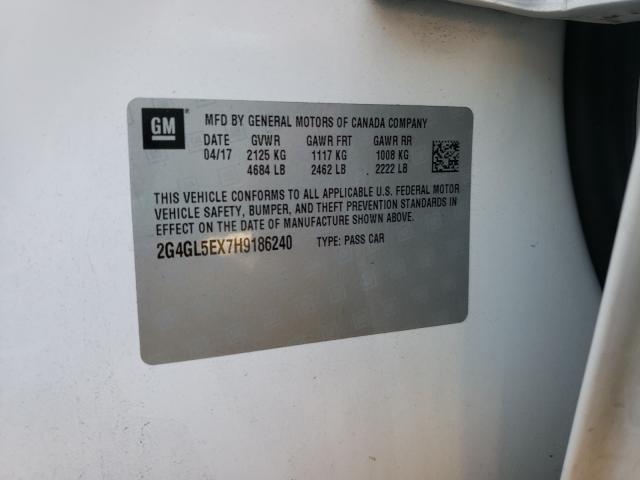 GM
MFD BY GENERAL MOTORS OF CANADA COMPANY
DATE GVWR GAWR FRT GAWR RR
04/17 2125 KG 1117 KG 1008 KG
4684 LB 2462 LB 2222 LB
THIS VEHICLE CONFORMS TO ALL APPLICABLE U.S. FEDERAL MOTOR
VEHICLE SAFETY, BUMPER, AND THEFT PREVENTION STANDARDS IN
EFFECT ON THE DATE OF MANUFACTURE SHOWN ABOVE.
2G4GL5EX7H9186240 TYPE: PASS CAR